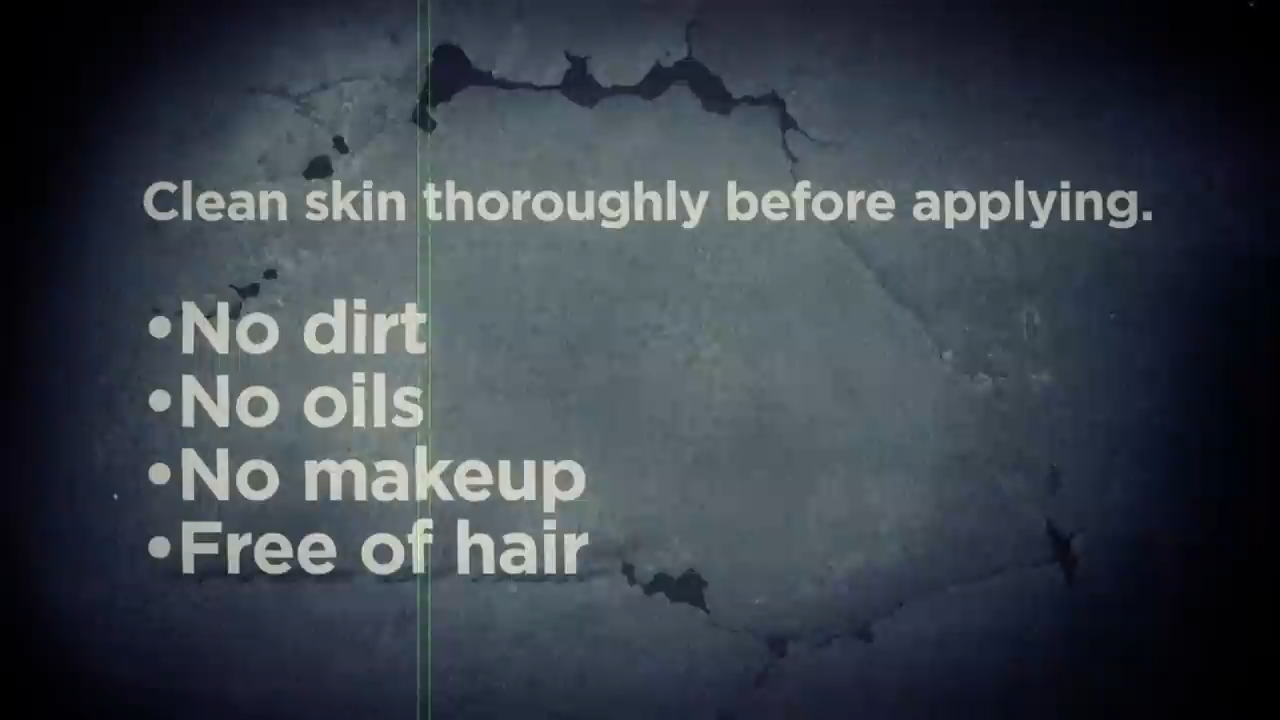 Clean skin thoroughly before applying.
•No dirt
•No oils
•No makeup
•Free of hair